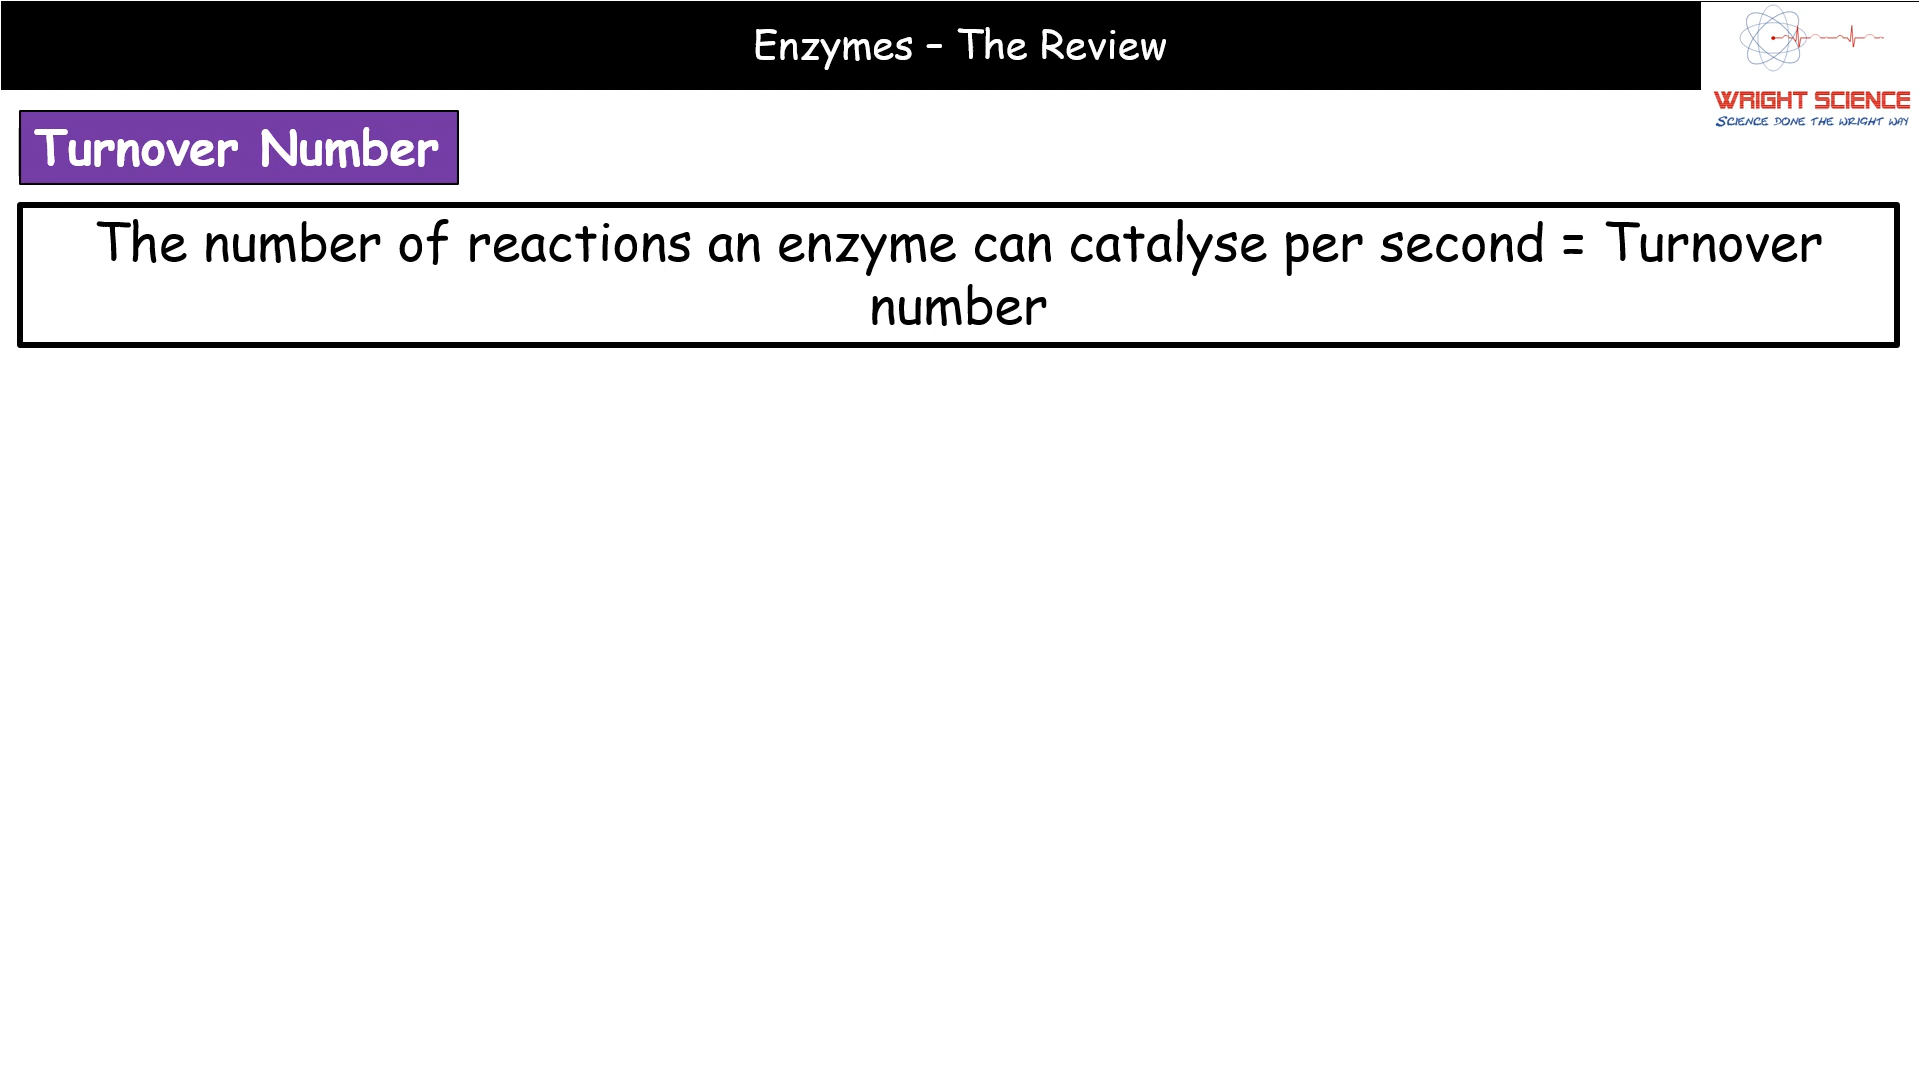 Enzymes – The Review
WRIGHT SCIENCE
SCIENCE DONE THE WRIGHT WAY
Turnover Number
The number of reactions an enzyme can catalyse per second = Turnover
number